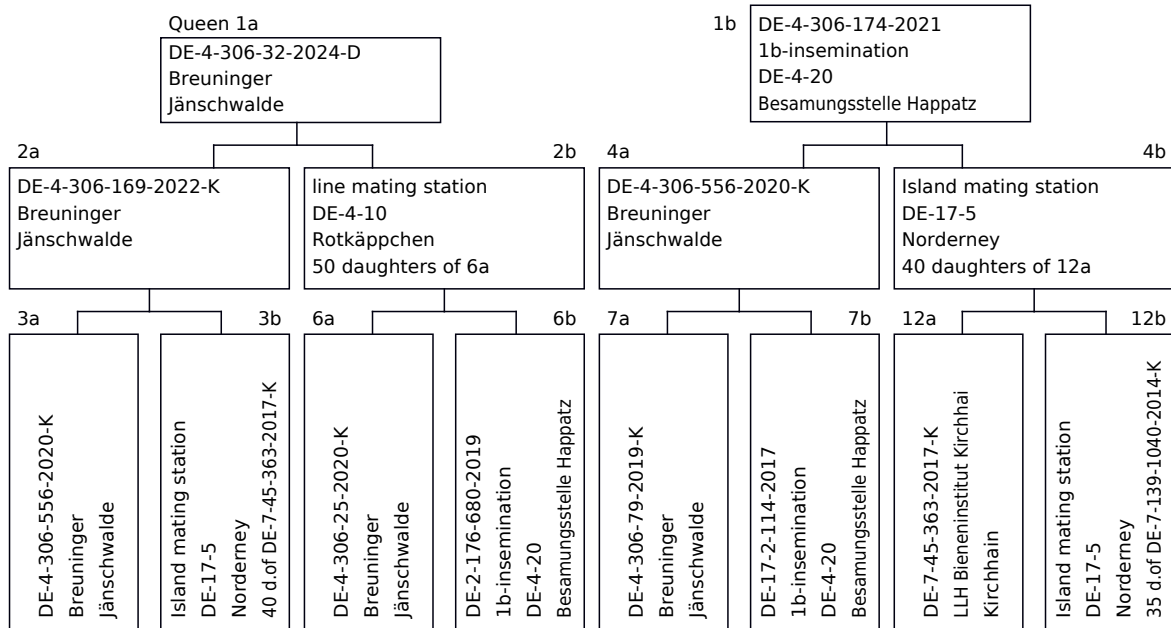 Queen 1a
DE-4-306-32-2024-D
Breuninger
Jänschwalde
1b
DE-4-306-174-2021
1b-insemination
DE-4-20
Besamungsstelle Happatz
2a
DE-4-306-169-2022-K
Breuninger
Jänschwalde
2b
line mating station
DE-4-10
Rotkäppchen
50 daughters of 6a
4a
DE-4-306-556-2020-K
Breuninger
Jänschwalde
4b
Island mating station
DE-17-5
Norderney
40 daughters of 12a
3a
DE-4-306-556-2020-K
Breuninger
Jänschwalde
3b
Island mating station
DE-17-5
Norderney
40 d.of DE-7-45-363-2017-K
6a
DE-4-306-25-2020-K
Breuninger
Jänschwalde
6b
DE-2-176-680-2019
1b-insemination
DE-4-20
Besamungsstelle Happatz
7a
DE-4-306-79-2019-K
Breuninger
Jänschwalde
7b
DE-17-2-114-2017
1b-insemination
DE-4-20
Besamungsstelle Happatz
12a
DE-7-45-363-2017-K
LLH Bieneninstitut Kirchhai
Kirchhain
12b
Island mating station
DE-17-5
Norderney
35 d.of DE-7-139-1040-2014-K